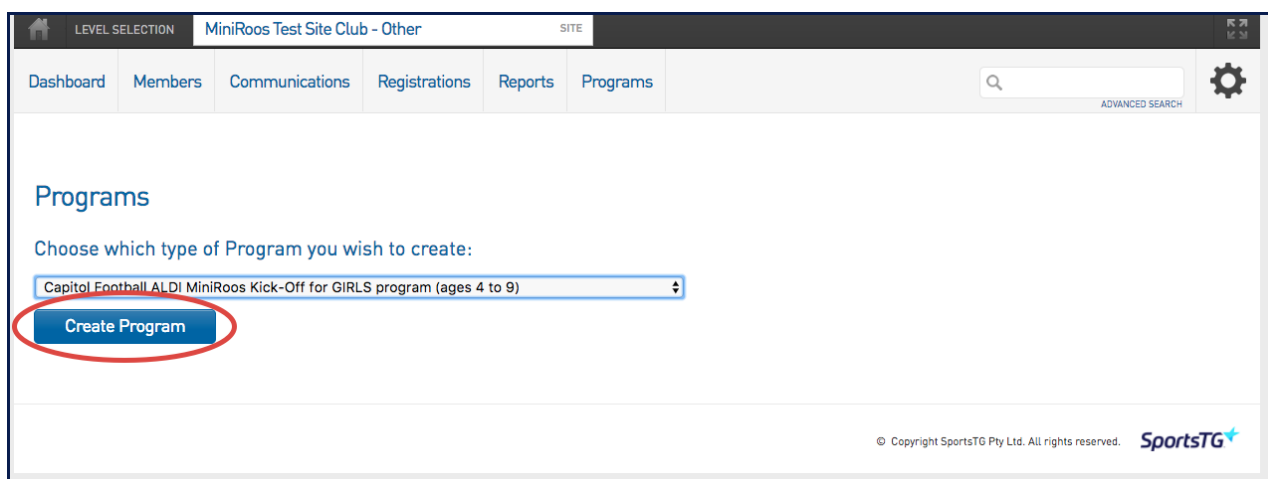 LEVEL SELECTION MiniRoos Test Site Club - Other SITE
Dashboard Members Communications Registrations Reports Programs
ADVANCED SEARCH
Programs
Choose which type of Program you wish to create:
Capitol Football ALDI MiniRoos Kick-Off for GIRLS program (ages 4 to 9)
Create Program
© Copyright SportsTG Pty Ltd. All rights reserved. SportsTG